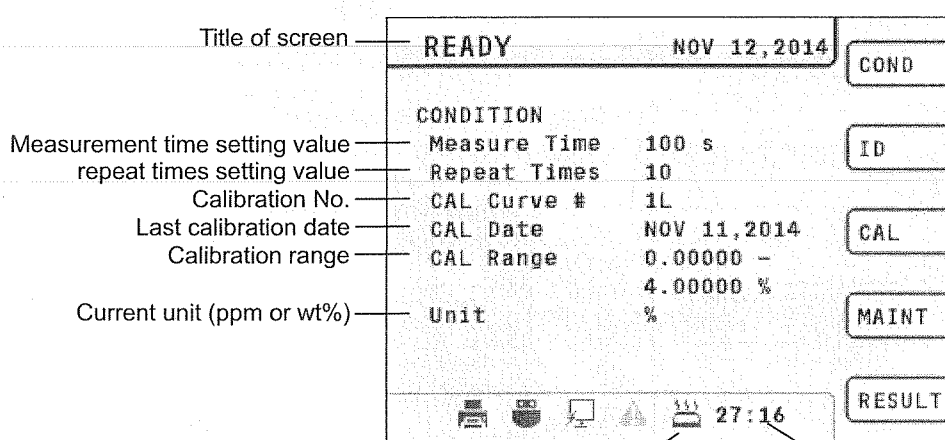 Title of screen
READY NOV 12,2014
COND
CONDITION
Measurement time setting value Measure Time 100 s
ID
repeat times setting value Repeat Times 10
Calibration No. CAL Curve # 1L
Last calibration date CAL Date NOV 11,2014
CAL
Calibration range CAL Range 0.00000 -
4.00000 %
Current unit (ppm or wt%) Unit %
MAINT
RESULT
27:16